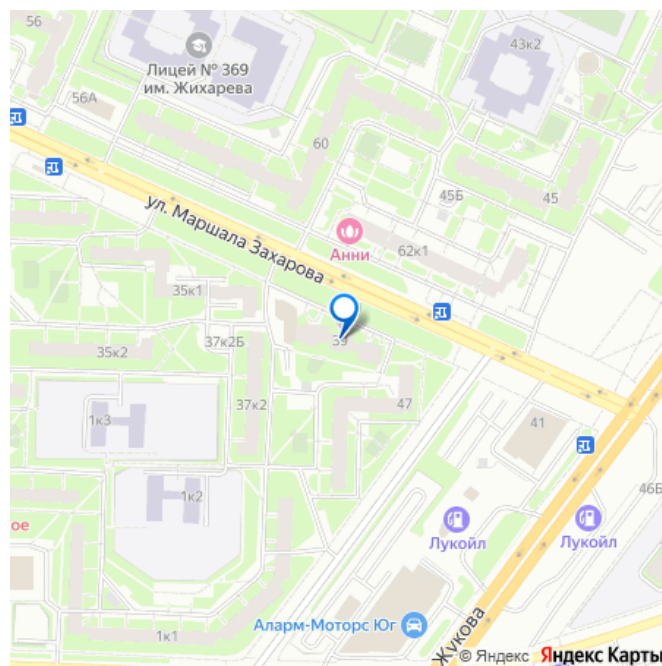 56
43к2
Лицей № 369
им. Жихарева
56А
60
45Б
45
ул. Маршала Захарова
Анни
62к1
35к1
39
37к2Б
35к2
37к2
47
1к3
41
1к2
46Б
ое
Лукойл
Лукойл
Аларм-Моторс Юг
1к1
Жукова
© Яндекс Яндекс Карты